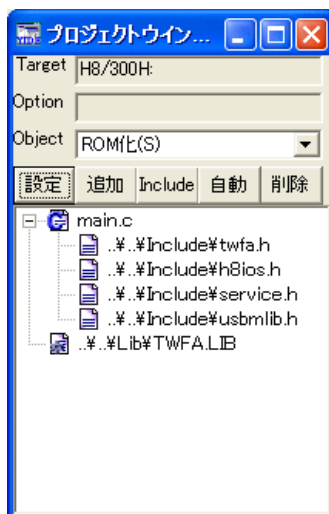 プロジェクトウイン...
Target H8/300H:
Option
Object ROM化(S)
設定 追加 Include 自動 削除
main.c
..¥..¥Include¥twfa.h
..¥..¥Include¥h8ios.h
..¥..¥Include¥service.h
..¥..¥Include¥usbmlib.h
..¥..¥Lib¥TWFA.LIB